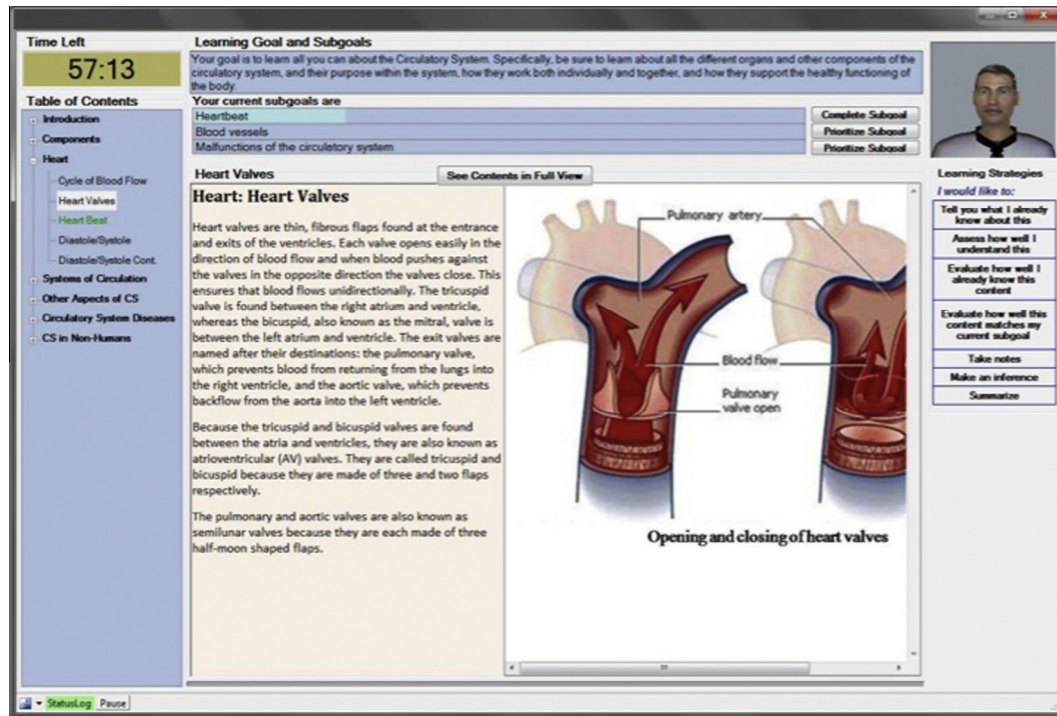 Time Left
57:13
Learning Goal and Subgoals
Your goal is to learn all you can about the Circulatory System. Specifically, be sure to learn about all the different organs and other components of the
circulatory system, and their purpose within the system, how they work both individually and together, and how they support the healthy functioning of
the body.
Your current subgoals are
Heartbeat
Complete Subgoal
Blood vessels
Prioritize Subgoal
Malfunctions of the circulatory system
Prioritize Subgoal
Table of Contents
Introduction
Components
Heart
Cycle of Blood Flow
Heart Valves
Heart Beat
Diastole/Systole
Diastole/Systole Cont.
Systems of Circulation
Other Aspects of CS
Circulatory System Diseases
CS in Non-Humans
Heart Valves
See Contents in Full View
Heart: Heart Valves
Heart valves are thin, fibrous flaps found at the entrance
and exits of the ventricles. Each valve opens easily in the
direction of blood flow and when blood pushes against
the valves in the opposite direction the valves close. This
ensures that blood flows unidirectionally. The tricuspid
valve is found between the right atrium and ventricle,
whereas the bicuspid, also known as the mitral, valve is
between the left atrium and ventricle. The exit valves are
named after their destinations: the pulmonary valve,
which prevents blood from returning from the lungs into
the right ventricle, and the aortic valve, which prevents
backflow from the aorta into the left ventricle.
Because the tricuspid and bicuspid valves are found
between the atria and ventricles, they are also known as
atrioventricular (AV) valves. They are called tricuspid and
bicuspid because they are made of three and two flaps
respectively.
The pulmonary and aortic valves are also known as
semilunar valves because they are each made of three
half-moon shaped flaps.
Pulmonary artery
Blood flow
Pulmonary
valve open
Opening and closing of heart valves
Learning Strategies
I would like to:
Tell you what I already
know about this
Assess how well I
understand this
Evaluate how well I
already know this
content
Evaluate how well this
content matches my
current subgoal
Take notes
Make an inference
Summarize
StatusLog
Pause